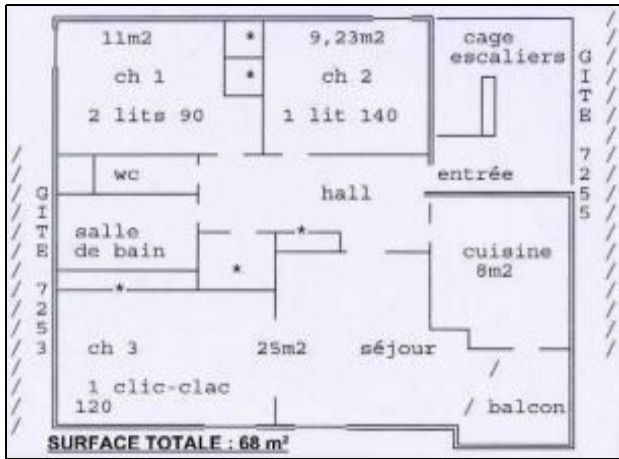 11m2 * 9,23m2 cage
escaliers
ch 1 * ch 2
2 lits 90 1 lit 140
wc entrée
hall
salle
de bain * cuisine
8m2
* *
ch 3 25m2 séjour
1 clic-clac
120
balcon
GITE 7253
GITE 7255
SURFACE TOTALE : 68 m²